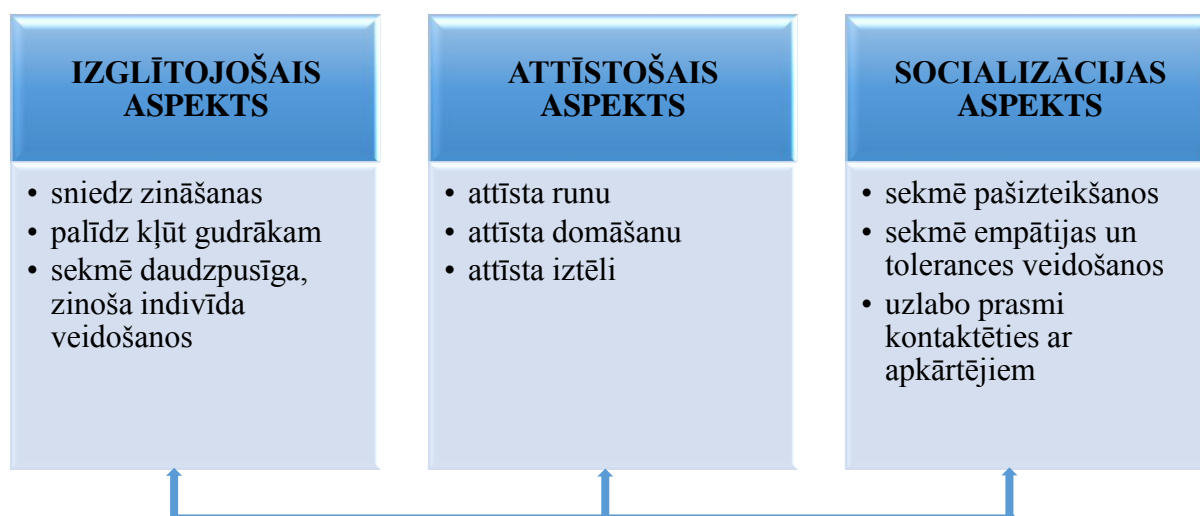 IZGLĪTOJOŠAIS
ASPEKTS
• sniedz zināšanas
• palīdz kļūt gudrākam
• sekmē daudzpusīga,
zinoša indivīda
veidošanos
ATTĪSTOŠAIS
ASPEKTS
• attīsta runu
• attīsta domāšanu
• attīsta iztēli
SOCIALIZĀCIJAS
ASPEKTS
• sekmē pašizteikšanos
• sekmē empātijas un
tolerances veidošanos
• uzlabo prasmi
kontaktēties ar
apkārtējiem